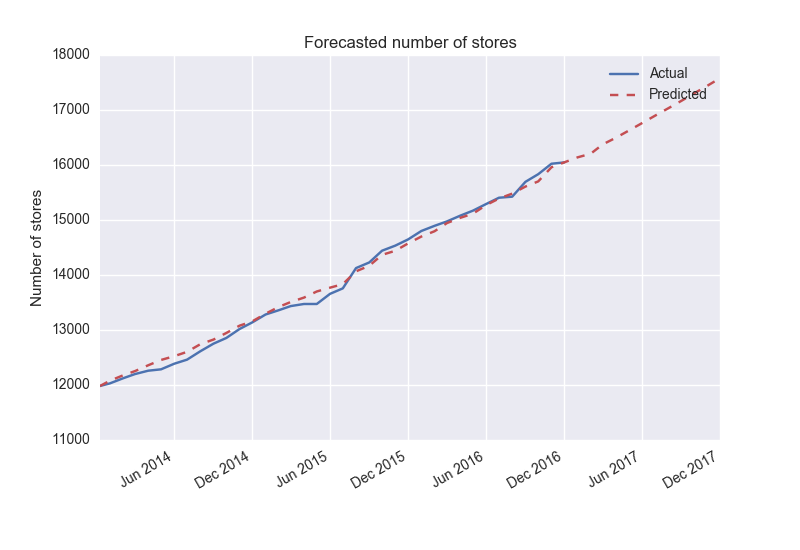 Forecasted number of stores
18000
17000
16000
15000
14000
13000
12000
11000
Number of stores
Actual
Predicted
Jun 2014
Dec 2014
Jun 2015
Dec 2015
Jun 2016
Dec 2016
Jun 2017
Dec 2017